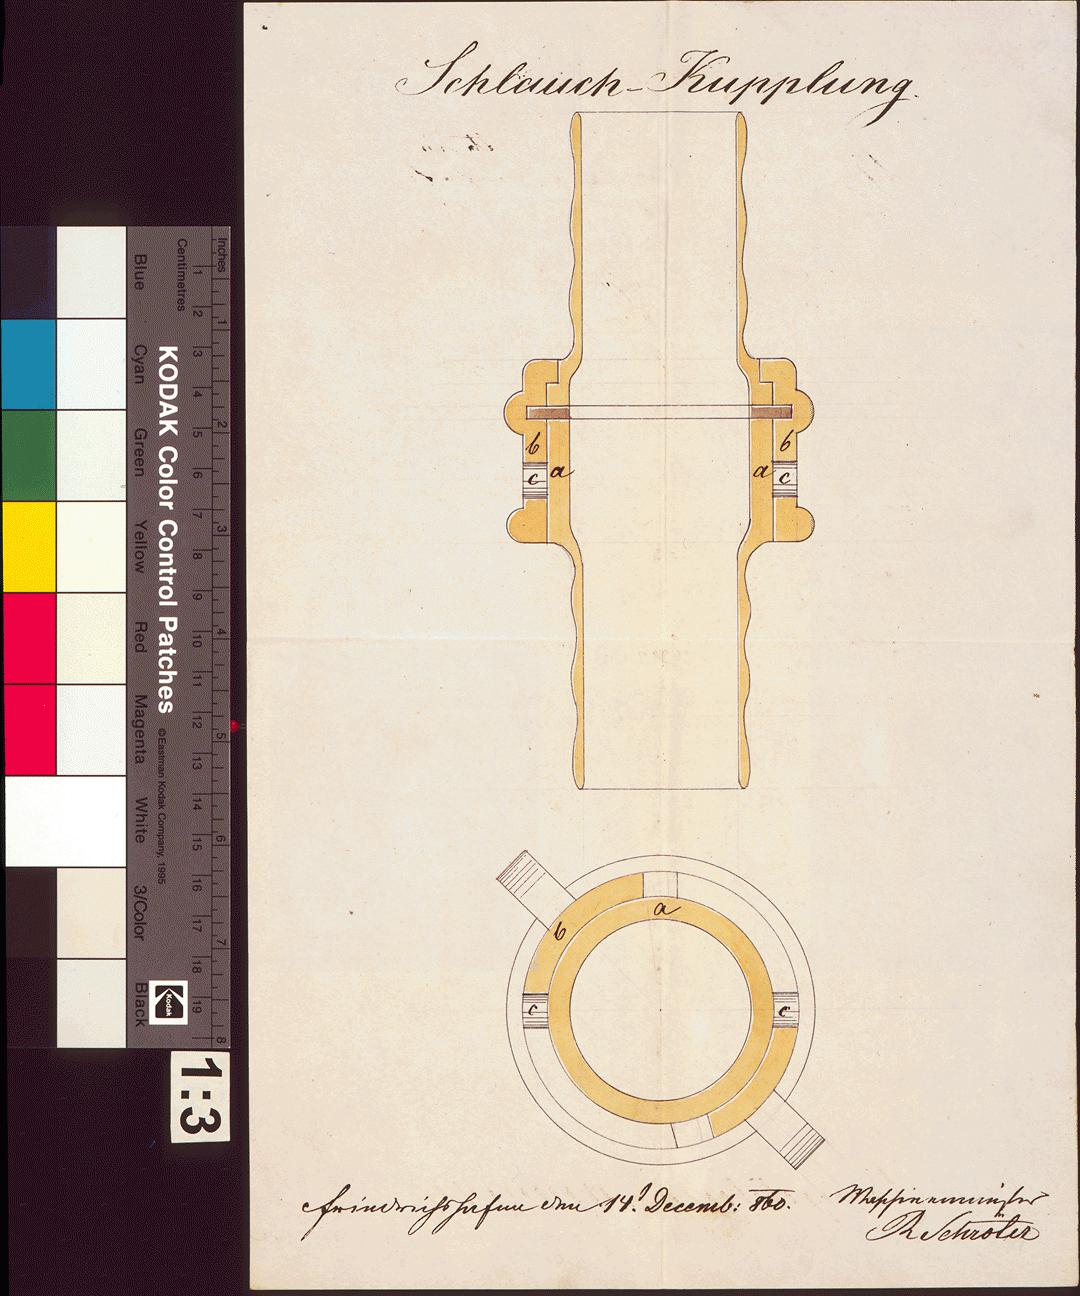 Schlauch-Kupplung.
b
a
c
a
b
c
a
b
c
c
Friedrichshafen den 14. Decemb: 860.
Maschinenmeister
R Schroter
Inches
Centimetres
1 2 3 4 5 6 7 8
1 2 3 4 5 6 7 8 9 10 11 12 13 14 15 16 17 18 19
KODAK Color Control Patches
©Eastman Kodak Company, 1995
Blue Cyan Green Yellow Red Magenta White 3/Color Black
Kodak
1:3